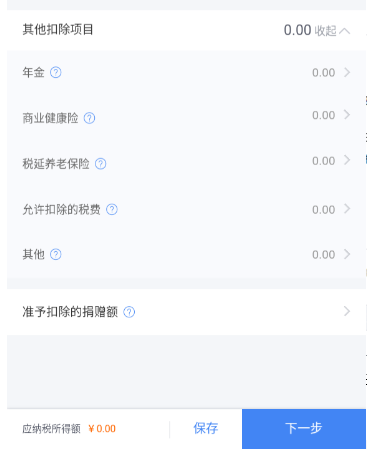 其他扣除项目 0.00 收起
年金 0.00
商业健康险 0.00
税延养老保险 0.00
允许扣除的税费 0.00
其他 0.00
准予扣除的捐赠额
应纳税所得额 ¥0.00 保存 下一步